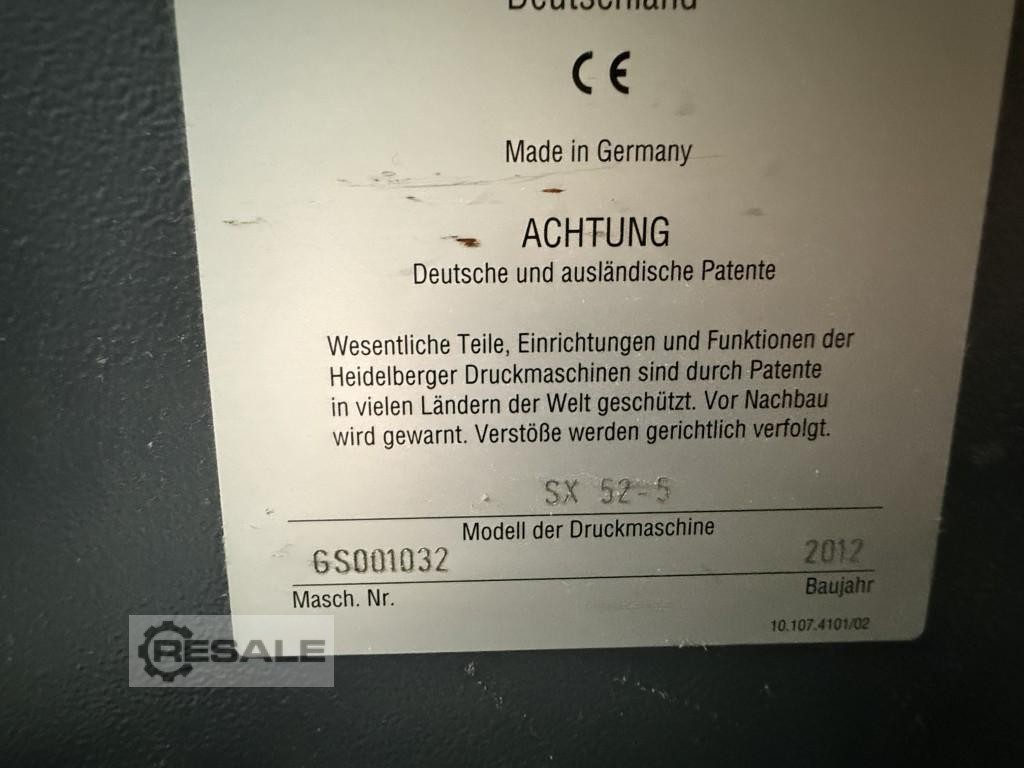 Deutschland
CE
Made in Germany
ACHTUNG
Deutsche und ausländische Patente
Wesentliche Teile, Einrichtungen und Funktionen der
Heidelberger Druckmaschinen sind durch Patente
in vielen Ländern der Welt geschützt. Vor Nachbau
wird gewarnt. Verstöße werden gerichtlich verfolgt.
SX 52-5
Modell der Druckmaschine
GS001032 2012
Masch. Nr. Baujahr
10.107.4101/02
RESALE